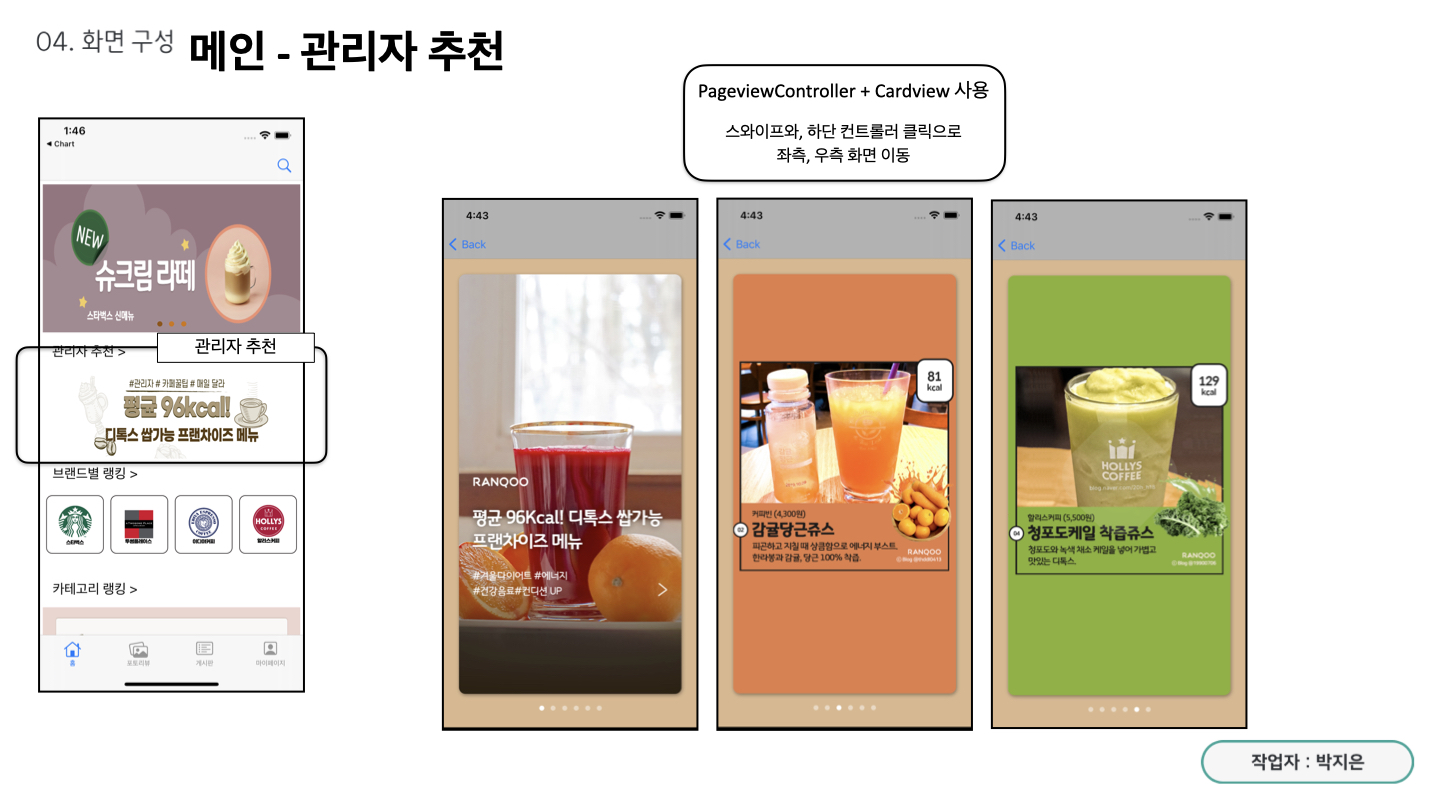 04. 화면 구성 메인 - 관리자 추천
PageviewController + Cardview 사용
스와이프와, 하단 컨트롤러 클릭으로
좌측, 우측 화면 이동
1:46
◀ Chart
NEW
슈크림 라떼
스타벅스 신메뉴
관리자 추천 >
관리자 추천
#관리자 # 카페꿀팁 # 매일 달라
평균 96kcal!
디톡스 쌉가능 프랜차이즈 메뉴
브랜드별 랭킹 >
스타벅스
투썸플레이스
이디야커피
HOLLYS
COFFEE
할리스커피
카테고리 랭킹 >
홈
포토리뷰
게시판
마이페이지
4:43
Back
RANQOO
평균 96Kcal! 디톡스 쌉가능
프랜차이즈 메뉴
#겨울다이어트 #에너지
#건강음료#컨디션 UP
4:43
Back
81
kcal
커피빈 (4,300원)
02 감귤당근쥬스
피곤하고 지칠 때 상큼함으로 에너지 부스트.
한라봉과 감귤, 당근 100% 착즙.
RANQOO
4:43
Back
129
kcal
HOLLYS
COFFEE
할리스커피 (5,500원)
04 청포도케일 착즙쥬스
청포도와 녹색 채소 케일을 넣어 가볍고
맛있는 디톡스.
RANQOO
작업자 : 박지은